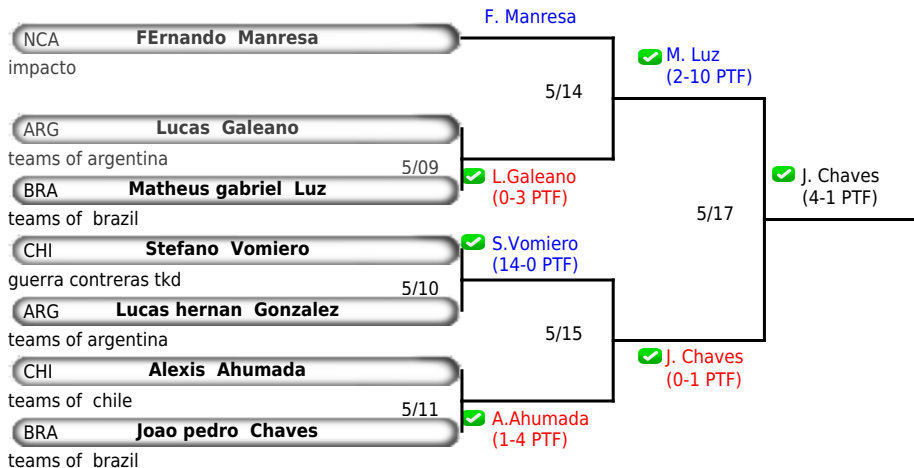 F. Manresa
NCA FErnando Manresa
impacto
M. Luz
(2-10 PTF)
5/14
ARG Lucas Galeano
teams of argentina
5/09
L.Galeano
(0-3 PTF)
BRA Matheus gabriel Luz
teams of brazil
J. Chaves
(4-1 PTF)
5/17
CHI Stefano Vomiero
S.Vomiero
(14-0 PTF)
guerra contreras tkd
5/10
ARG Lucas hernan Gonzalez
teams of argentina
5/15
J. Chaves
(0-1 PTF)
CHI Alexis Ahumada
teams of chile
5/11
A.Ahumada
(1-4 PTF)
BRA Joao pedro Chaves
teams of brazil